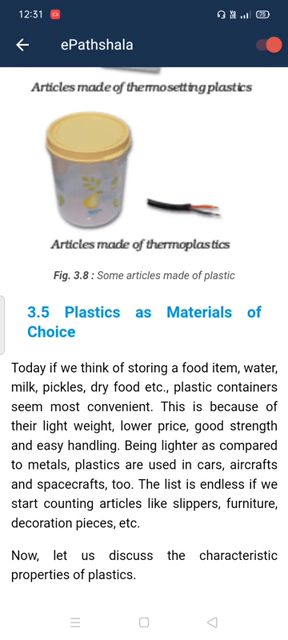 12:31
ePathshala
Articles made of thermosetting plastics
Articles made of thermoplastics
Fig. 3.8 : Some articles made of plastic
3.5 Plastics as Materials of
Choice
Today if we think of storing a food item, water,
milk, pickles, dry food etc., plastic containers
seem most convenient. This is because of
their light weight, lower price, good strength
and easy handling. Being lighter as compared
to metals, plastics are used in cars, aircrafts
and spacecrafts, too. The list is endless if we
start counting articles like slippers, furniture,
decoration pieces, etc.
Now, let us discuss the characteristic
properties of plastics.